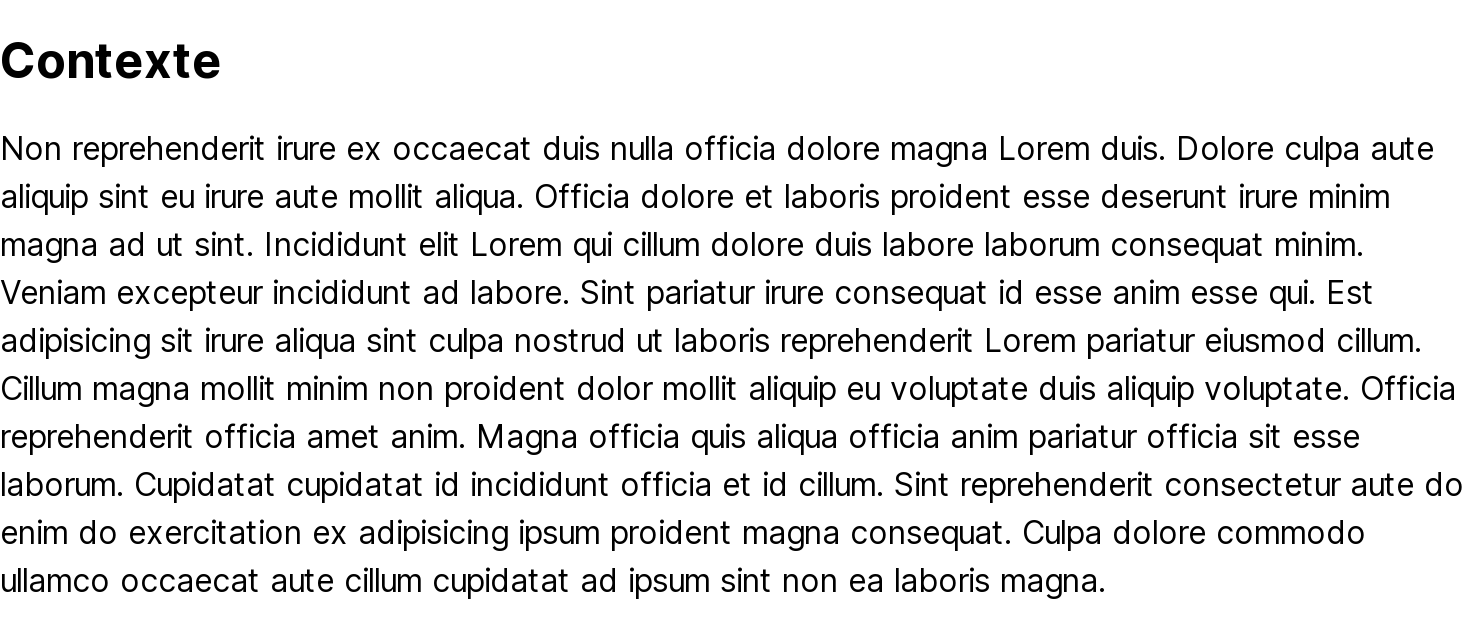 Contexte
Non reprehenderit irure ex occaecat duis nulla officia dolore magna Lorem duis. Dolore culpa aute
aliquip sint eu irure aute mollit aliqua. Officia dolore et laboris proident esse deserunt irure minim
magna ad ut sint. Incididunt elit Lorem qui cillum dolore duis labore laborum consequat minim.
Veniam excepteur incididunt ad labore. Sint pariatur irure consequat id esse anim esse qui. Est
adipisicing sit irure aliqua sint culpa nostrud ut laboris reprehenderit Lorem pariatur eiusmod cillum.
Cillum magna mollit minim non proident dolor mollit aliquip eu voluptate duis aliquip voluptate. Officia
reprehenderit officia amet anim. Magna officia quis aliqua officia anim pariatur officia sit esse
laborum. Cupidatat cupidatat id incididunt officia et id cillum. Sint reprehenderit consectetur aute do
enim do exercitation ex adipisicing ipsum proident magna consequat. Culpa dolore commodo
ullamco occaecat aute cillum cupidatat ad ipsum sint non ea laboris magna.